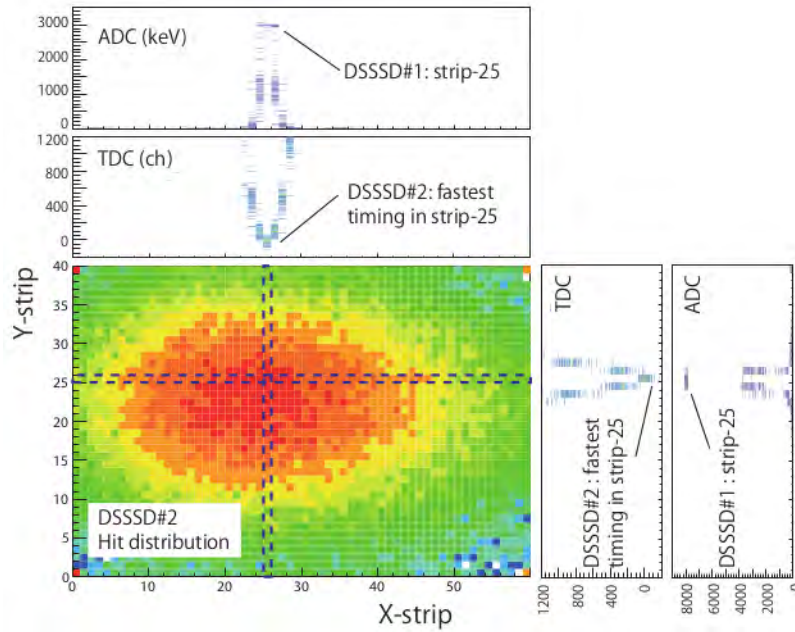 3000
ADC (keV)
2000
DSSSD#1: strip-25
1000
0
1200
TDC (ch)
800
DSSSD#2: fastest
timing in strip-25
400
0
40
35
30
25
20
15
10
5
0
Y-strip
DSSSD#2
Hit distribution
0
10
20
30
40
50
X-strip
TDC
DSSSD#2 : fastest
timing in strip-25
1200
800
400
0
ADC
DSSSD#1 : strip-25
8000
6000
4000
2000
0